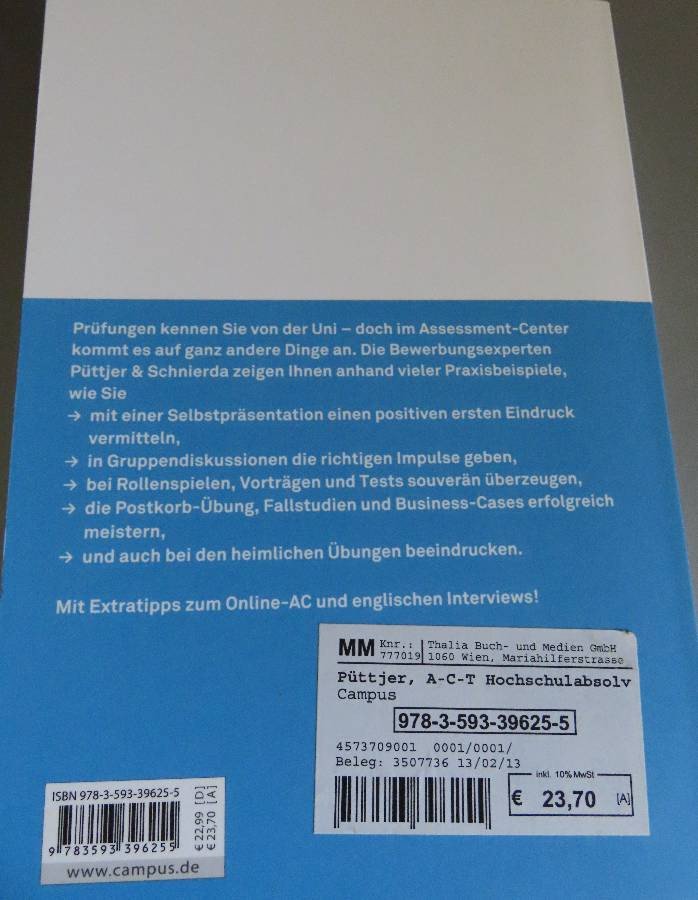 Prüfungen kennen Sie von der Uni – doch im Assessment-Center
kommt es auf ganz andere Dinge an. Die Bewerbungsexperten
Püttjer & Schnierda zeigen Ihnen anhand vieler Praxisbeispiele,
wie Sie
→ mit einer Selbstpräsentation einen positiven ersten Eindruck
vermitteln,
→ in Gruppendiskussionen die richtigen Impulse geben,
→ bei Rollenspielen, Vorträgen und Tests souverän überzeugen,
→ die Postkorb-Übung, Fallstudien und Business-Cases erfolgreich
meistern,
→ und auch bei den heimlichen Übungen beeindrucken.
Mit Extratipps zum Online-AC und englischen Interviews!
MM Knr.: Thalia Buch- und Medien GmbH
777019 1060 Wien, Mariahilferstrasse
Püttjer, A-C-T Hochschulabsolv
Campus
978-3-593-39625-5
4573709001 0001/0001/
Beleg: 3507736 13/02/13
inkl. 10% MwSt
€ 23,70 [A]
ISBN 978-3-593-39625-5
€ 22,99 [D]
€ 23,70 [A]
9 783593 396255
www.campus.de